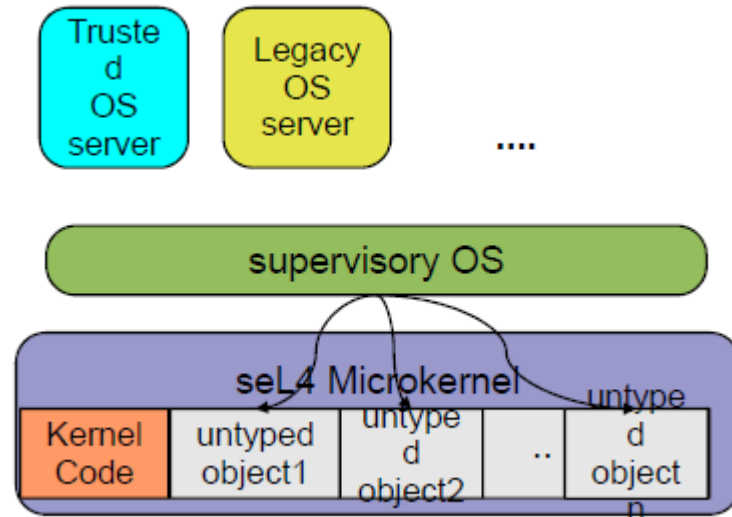 Truste
d
OS
server
Legacy
OS
server
....
supervisory OS
seL4 Microkernel
Kernel
Code
untyped
object1
untype
d
object2
..
untype
d
object
n